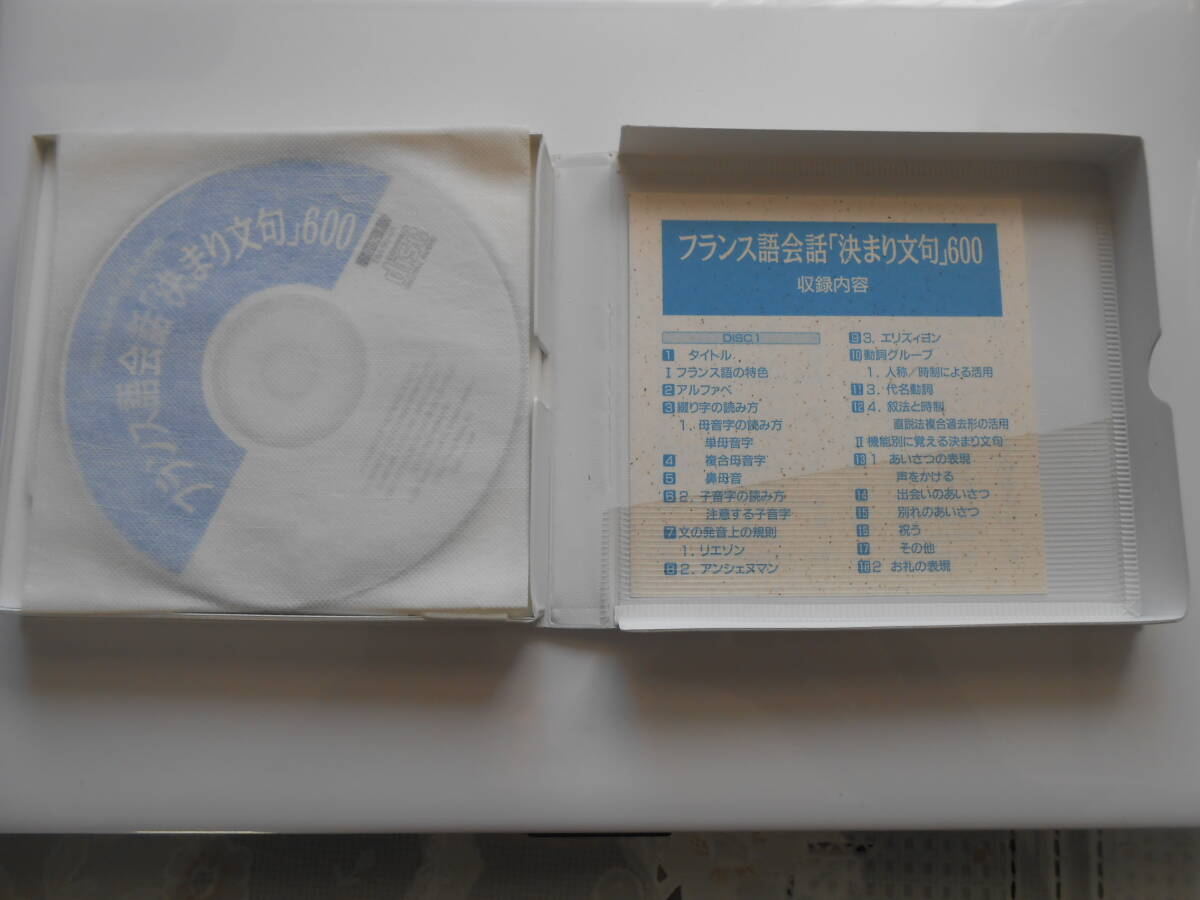 フランス語会話「決まり文句」600
フランス語会話「決まり文句」600
収録内容
DISC.1
1 タイトル
I フランス語の特色
2 アルファベ
3 綴り字の読み方
1. 母音字の読み方
単母音字
4 複合母音字
5 鼻母音
6 2. 子音字の読み方
注意する子音字
7 文の発音上の規則
1. リエゾン
8 2. アンシェヌマン
9 3. エリズィヨン
10 動詞グループ
1. 人称/時制による活用
11 3. 代名動詞
12 4. 叙法と時制
直説法複合過去形の活用
II 機能別に覚える決まり文句
13 1 あいさつの表現
声をかける
14 出会いのあいさつ
15 別れのあいさつ
16 祝う
17 その他
18 2 お礼の表現